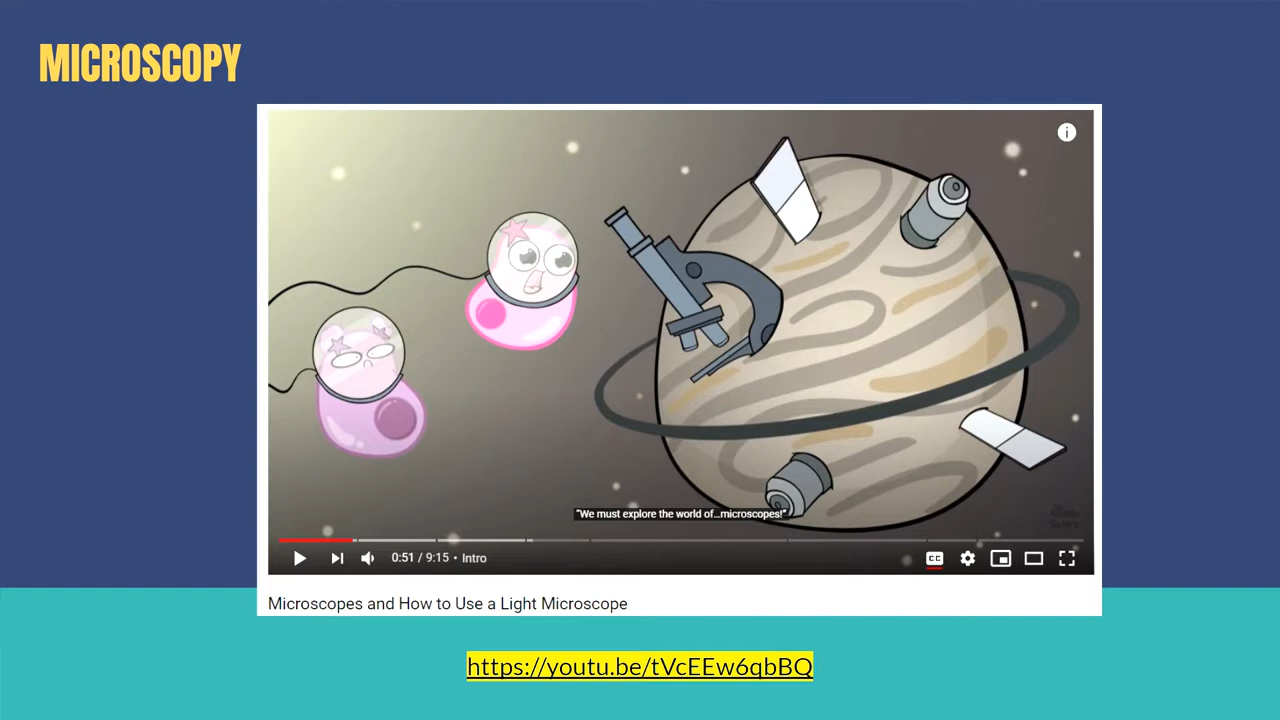 MICROSCOPY
i
"We must explore the world of...microscopes!"
0:51 / 9:15 • Intro
CC
Microscopes and How to Use a Light Microscope
https://youtu.be/tVcEEw6qbBQ